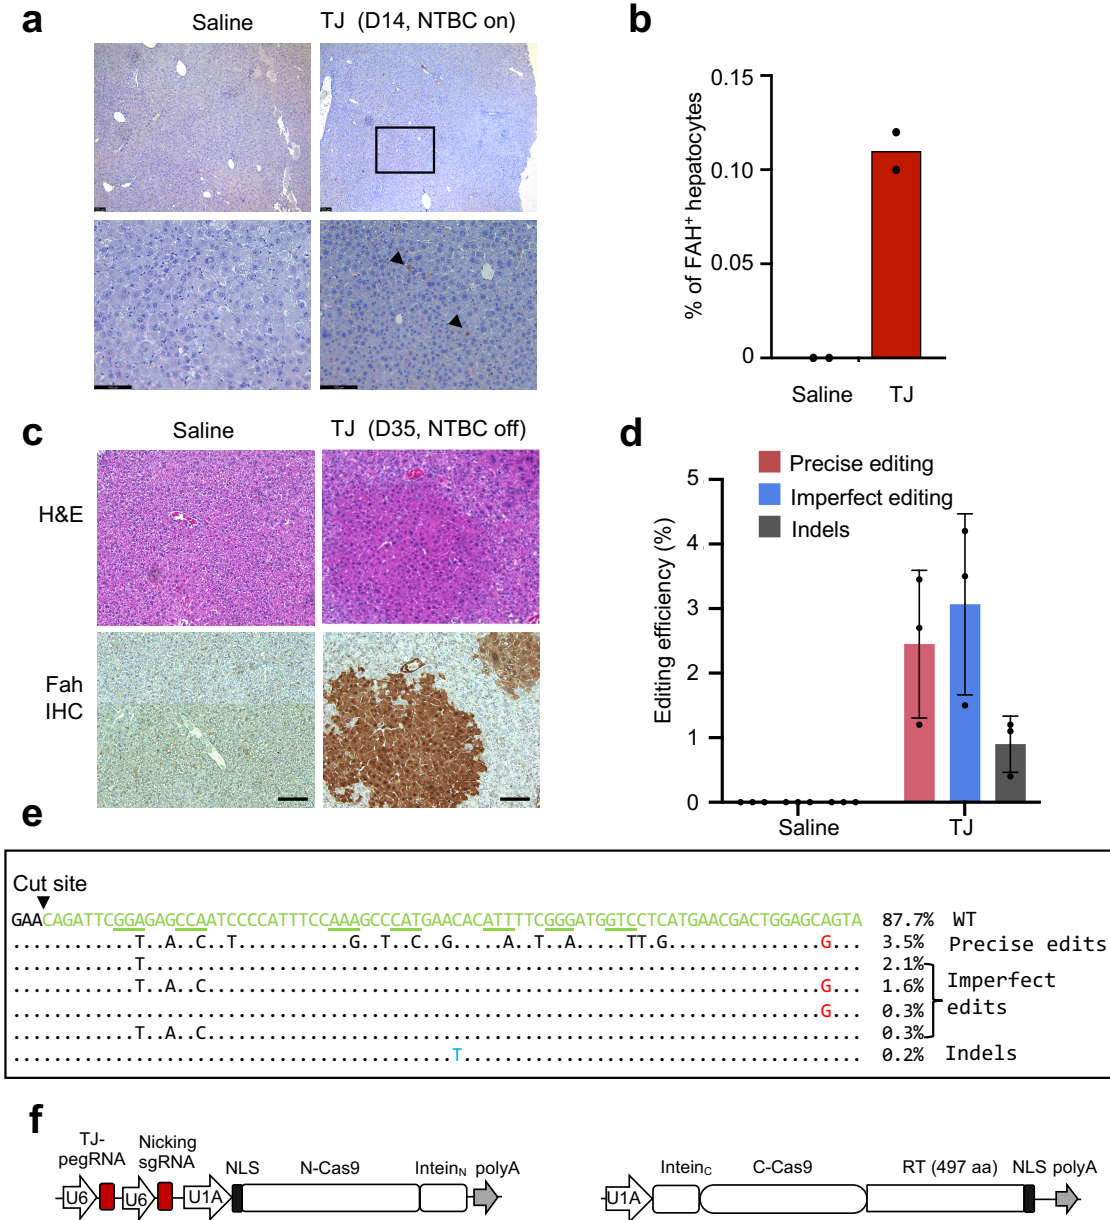 a
Saline
TJ (D14, NTBC on)
b
% of FAH+ hepatocytes
0.15
0.10
0.05
0
Saline
TJ
c
Saline
TJ (D35, NTBC off)
H&E
Fah
IHC
d
Precise editing
Imperfect editing
Indels
Editing efficiency (%)
5
4
3
2
1
0
Saline
TJ
e
Cut site
GAACAGATTCGGAGAGCCAATCCCCATTTCCAAAGCCCATGAACACATTTTCGGGATGGTCCTCATGAACGACTGGAGCAGTA 87.7% WT
............T..A..C..T...........G..T..C..G.....A..T..A.....TT.G...............G... 3.5% Precise edits
............T...................................................................... 2.1%
............T..A..C............................................................G... 1.6% Imperfect
...............................................................................G... 0.3% edits
............T..A..C................................................................ 0.3%
...........................................T....................................... 0.2% Indels
f
TJ-
pegRNA
Nicking
sgRNA
NLS
N-Cas9
InteinN
polyA
U6
U6
U1A
InteinC
C-Cas9
RT (497 aa)
NLS
polyA
U1A